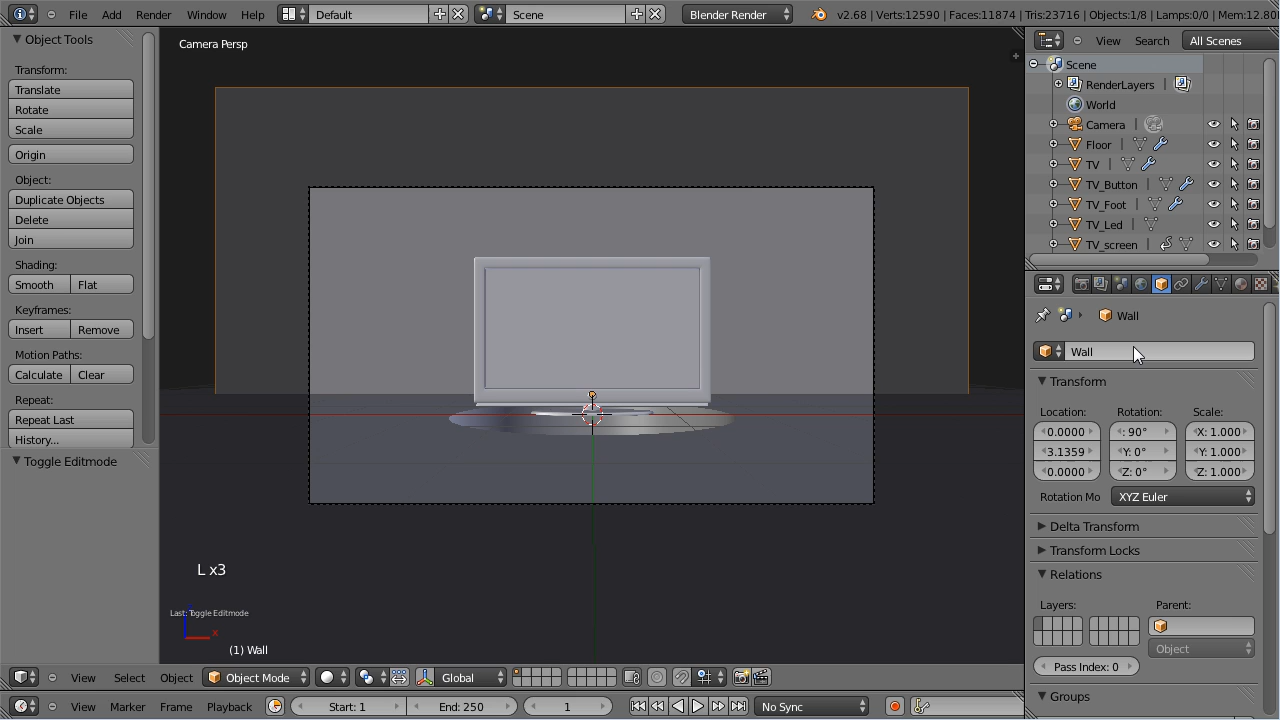 File Add Render Window Help Default Scene Blender Render v2.68 | Verts:12590 | Faces:11874 | Tris:23716 | Objects:1/8 | Lamps:0/0 | Mem:12.80
Object Tools
Transform:
Translate
Rotate
Scale
Origin
Object:
Duplicate Objects
Delete
Join
Shading:
Smooth Flat
Keyframes:
Insert Remove
Motion Paths:
Calculate Clear
Repeat:
Repeat Last
History...
Toggle Editmode
Camera Persp
L x3
Last: Toggle Editmode
x
(1) Wall
View Search All Scenes
Scene
RenderLayers |
World
Camera |
Floor |
TV |
TV_Button |
TV_Foot |
TV_Led |
TV_screen |
Wall
Wall
Transform
Location: Rotation: Scale:
0.0000 : 90° X: 1.000
3.1359 Y: 0° Y: 1.000
0.0000 Z: 0° Z: 1.000
Rotation Mo XYZ Euler
Delta Transform
Transform Locks
Relations
Layers: Parent:
Object
Pass Index: 0
Groups
View Select Object Object Mode Global
View Marker Frame Playback Start: 1 End: 250 1 No Sync